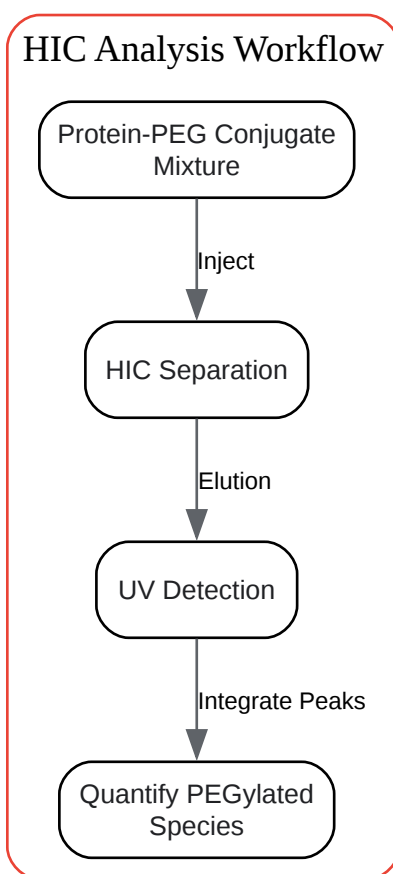 HIC Analysis Workflow
Protein-PEG Conjugate
Mixture
Inject
HIC Separation
Elution
UV Detection
Integrate Peaks
Quantify PEGylated
Species